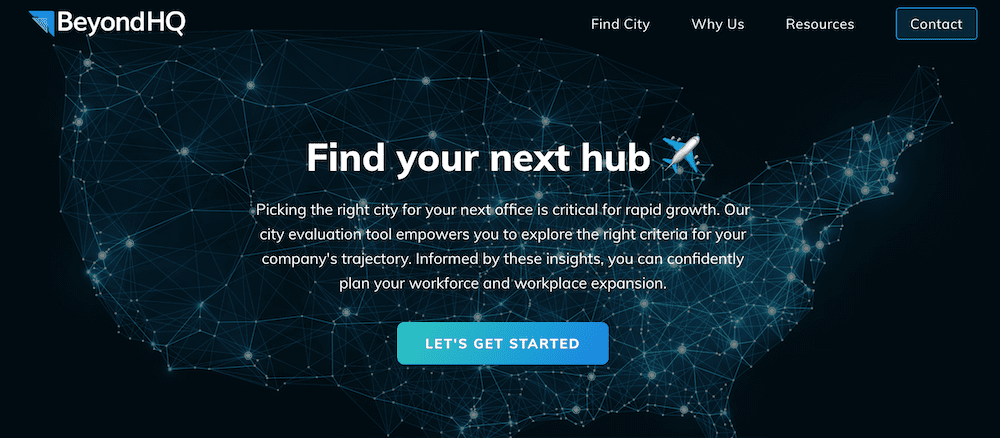 BeyondHQ
Find City
Why Us
Resources
Contact
Find your next hub ✈️
Picking the right city for your next office is critical for rapid growth. Our
city evaluation tool empowers you to explore the right criteria for your
company's trajectory. Informed by these insights, you can confidently
plan your workforce and workplace expansion.
LET'S GET STARTED